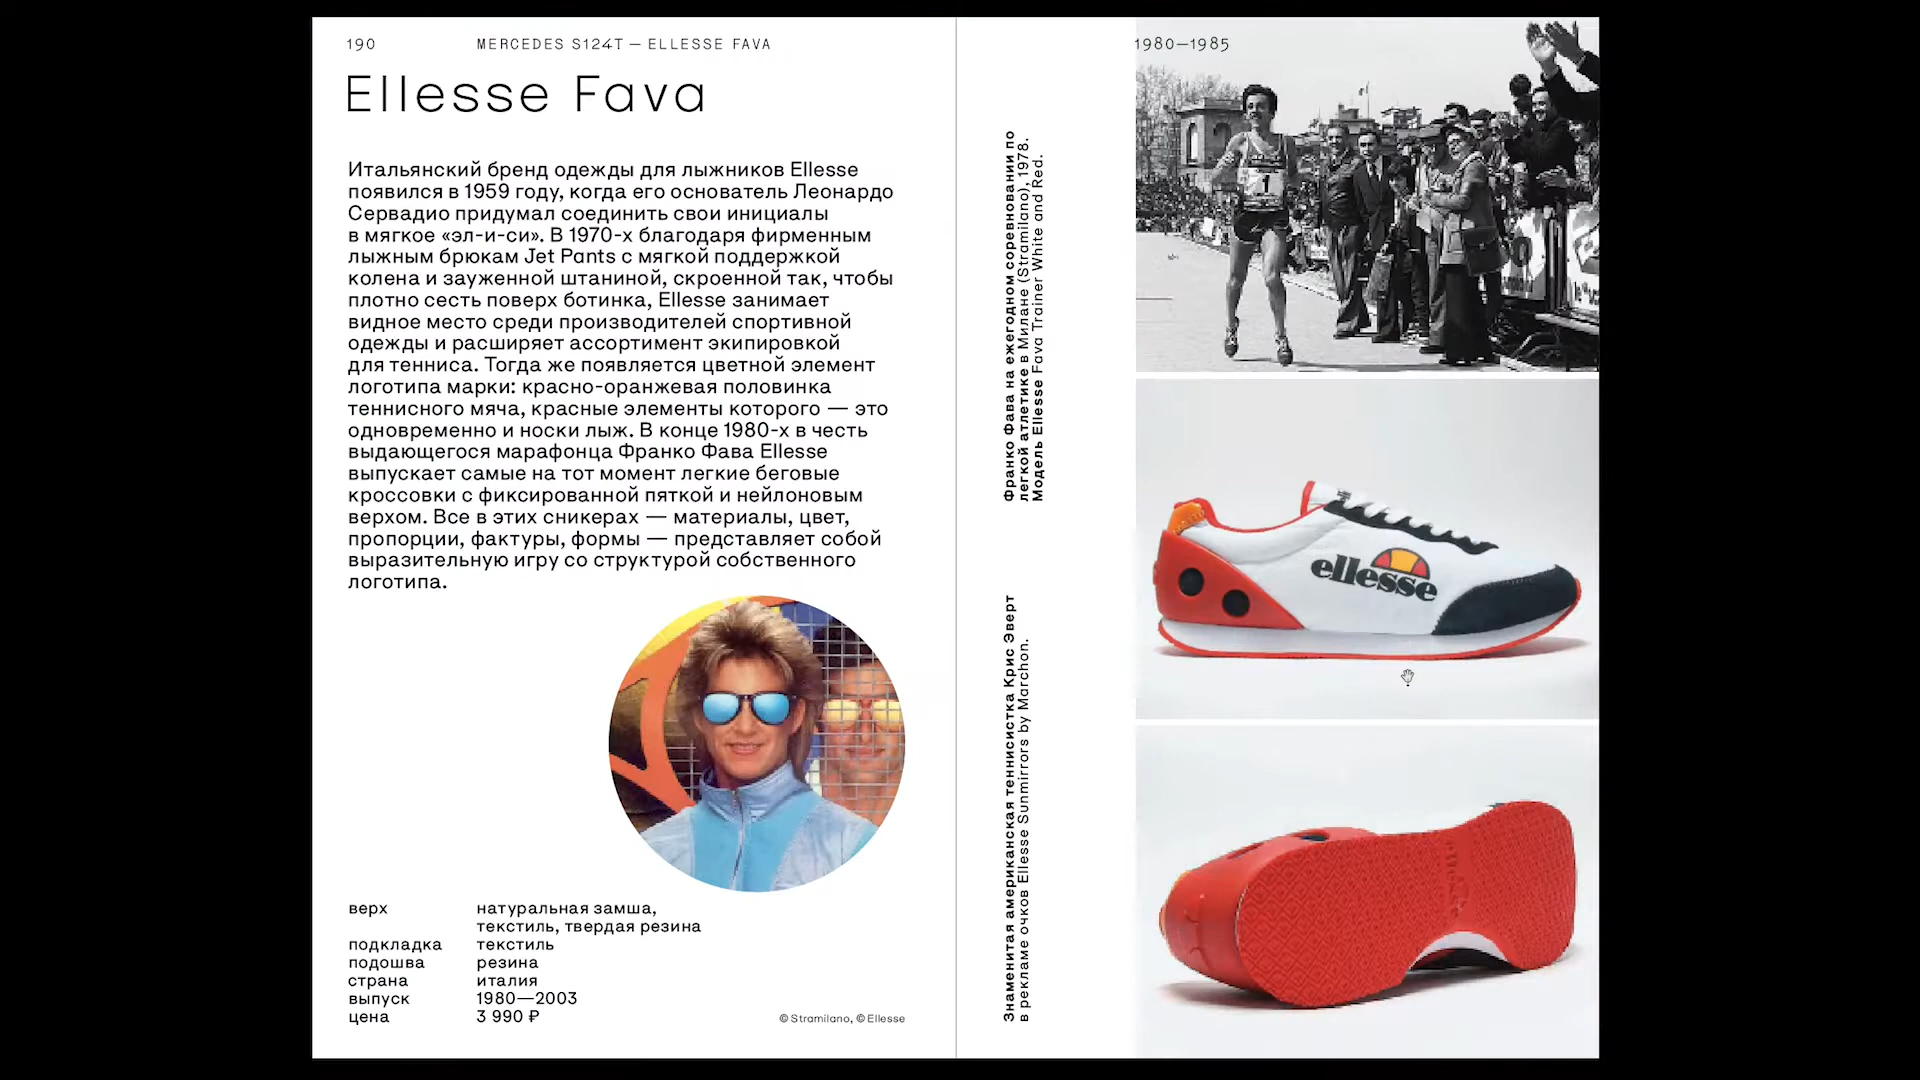 190
MERCEDES S124T — ELLESSE FAVA
1980—1985
Ellesse Fava
Итальянский бренд одежды для лыжников Ellesse
появился в 1959 году, когда его основатель Леонардо
Сервадио придумал соединить свои инициалы
в мягкое «эл-и-си». В 1970-х благодаря фирменным
лыжным брюкам Jet Pants с мягкой поддержкой
колена и зауженной штаниной, скроенной так, чтобы
плотно сесть поверх ботинка, Ellesse занимает
видное место среди производителей спортивной
одежды и расширяет ассортимент экипировкой
для тенниса. Тогда же появляется цветной элемент
логотипа марки: красно-оранжевая половинка
теннисного мяча, красные элементы которого — это
одновременно и носки лыж. В конце 1980-х в честь
выдающегося марафонца Франко Фава Ellesse
выпускает самые на тот момент легкие беговые
кроссовки с фиксированной пяткой и нейлоновым
верхом. Все в этих сникерах — материалы, цвет,
пропорции, фактуры, формы — представляет собой
выразительную игру со структурой собственного
логотипа.
верх натуральная замша,
текстиль, твердая резина
подкладка текстиль
подошва резина
страна италия
выпуск 1980—2003
цена 3 990 ₽
© Stramilano, © Ellesse
Франко Фава на ежегодном соревновании по
легкой атлетике в Милане (Stramilano), 1978.
Модель Ellesse Fava Trainer White and Red.
Знаменитая американская теннисистка Крис Эверт
в рекламе очков Ellesse Sunmirrors by Marchon.
1
ellesse